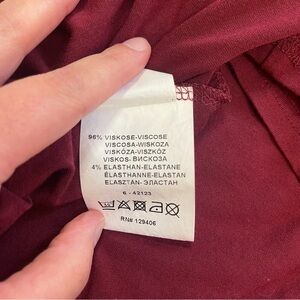 96% VISKOSE-VISCOSE
VISCOSA-WISKOZA
VISKÓZA-VISZKÓZ
VISKOS-ВИСКОЗА
4% ELASTHAN-ELASTANE
ÉLASTHANNE-ELASTAN
ELASZTÁN-ЭЛАСТАН
6 - 42123
RN# 129406